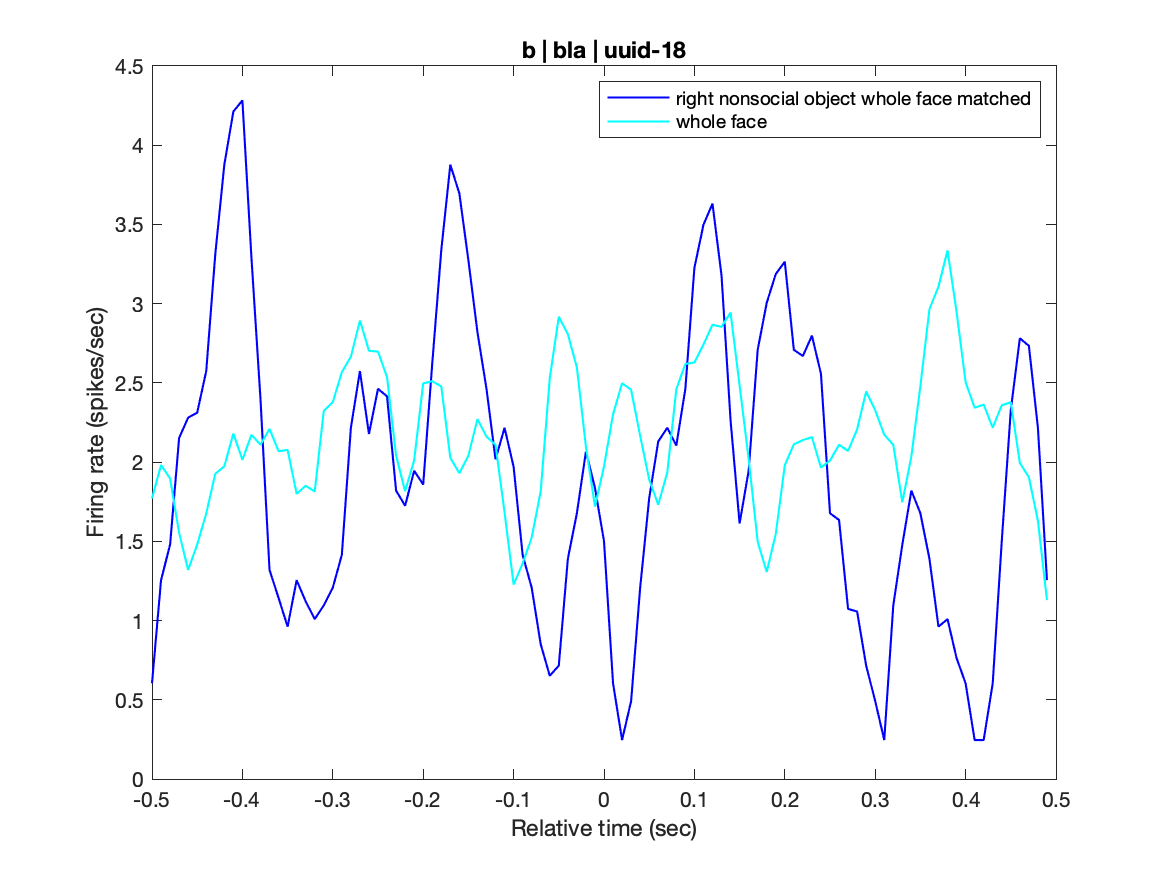 b | bla | uuid-18
right nonsocial object whole face matched
whole face
4.5
4
3.5
3
2.5
2
1.5
1
0.5
0
Firing rate (spikes/sec)
-0.5 -0.4 -0.3 -0.2 -0.1 0 0.1 0.2 0.3 0.4 0.5
Relative time (sec)